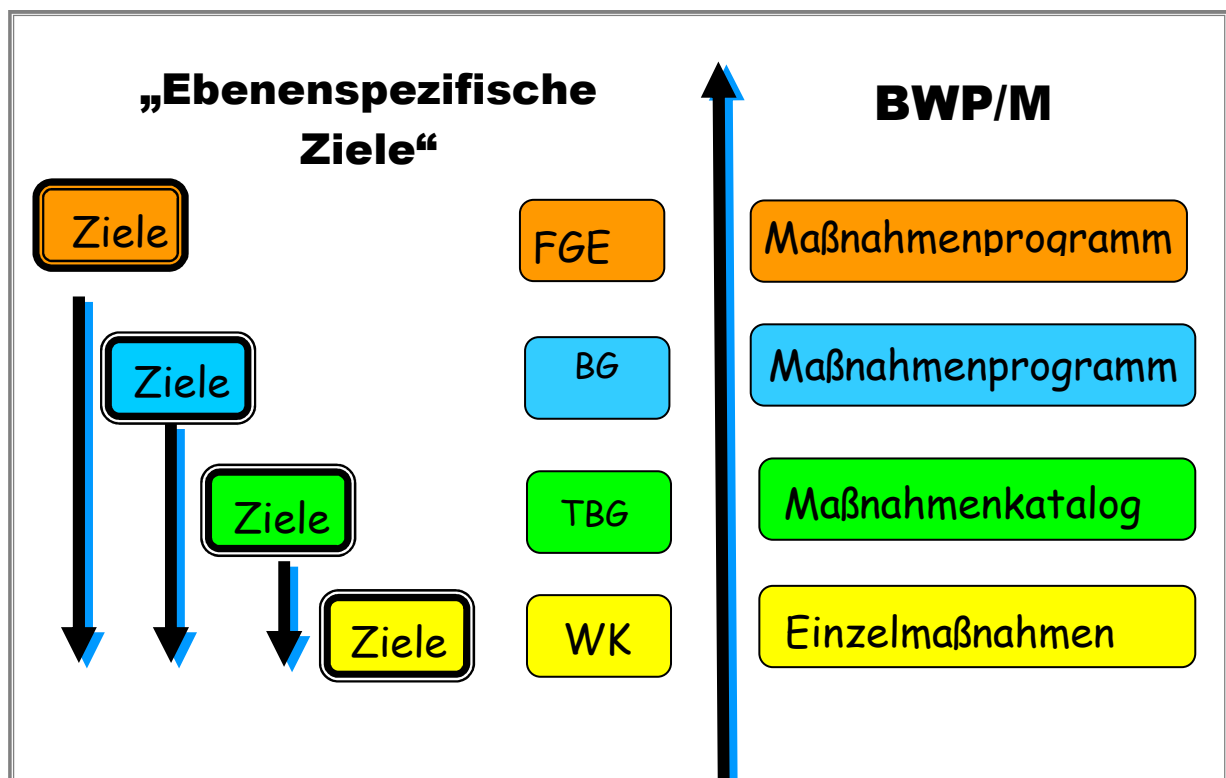 „Ebenenspezifische
Ziele“
BWP/M
Ziele
FGE
Maßnahmenprogramm
Ziele
BG
Maßnahmenprogramm
Ziele
TBG
Maßnahmenkatalog
Ziele
WK
Einzelmaßnahmen